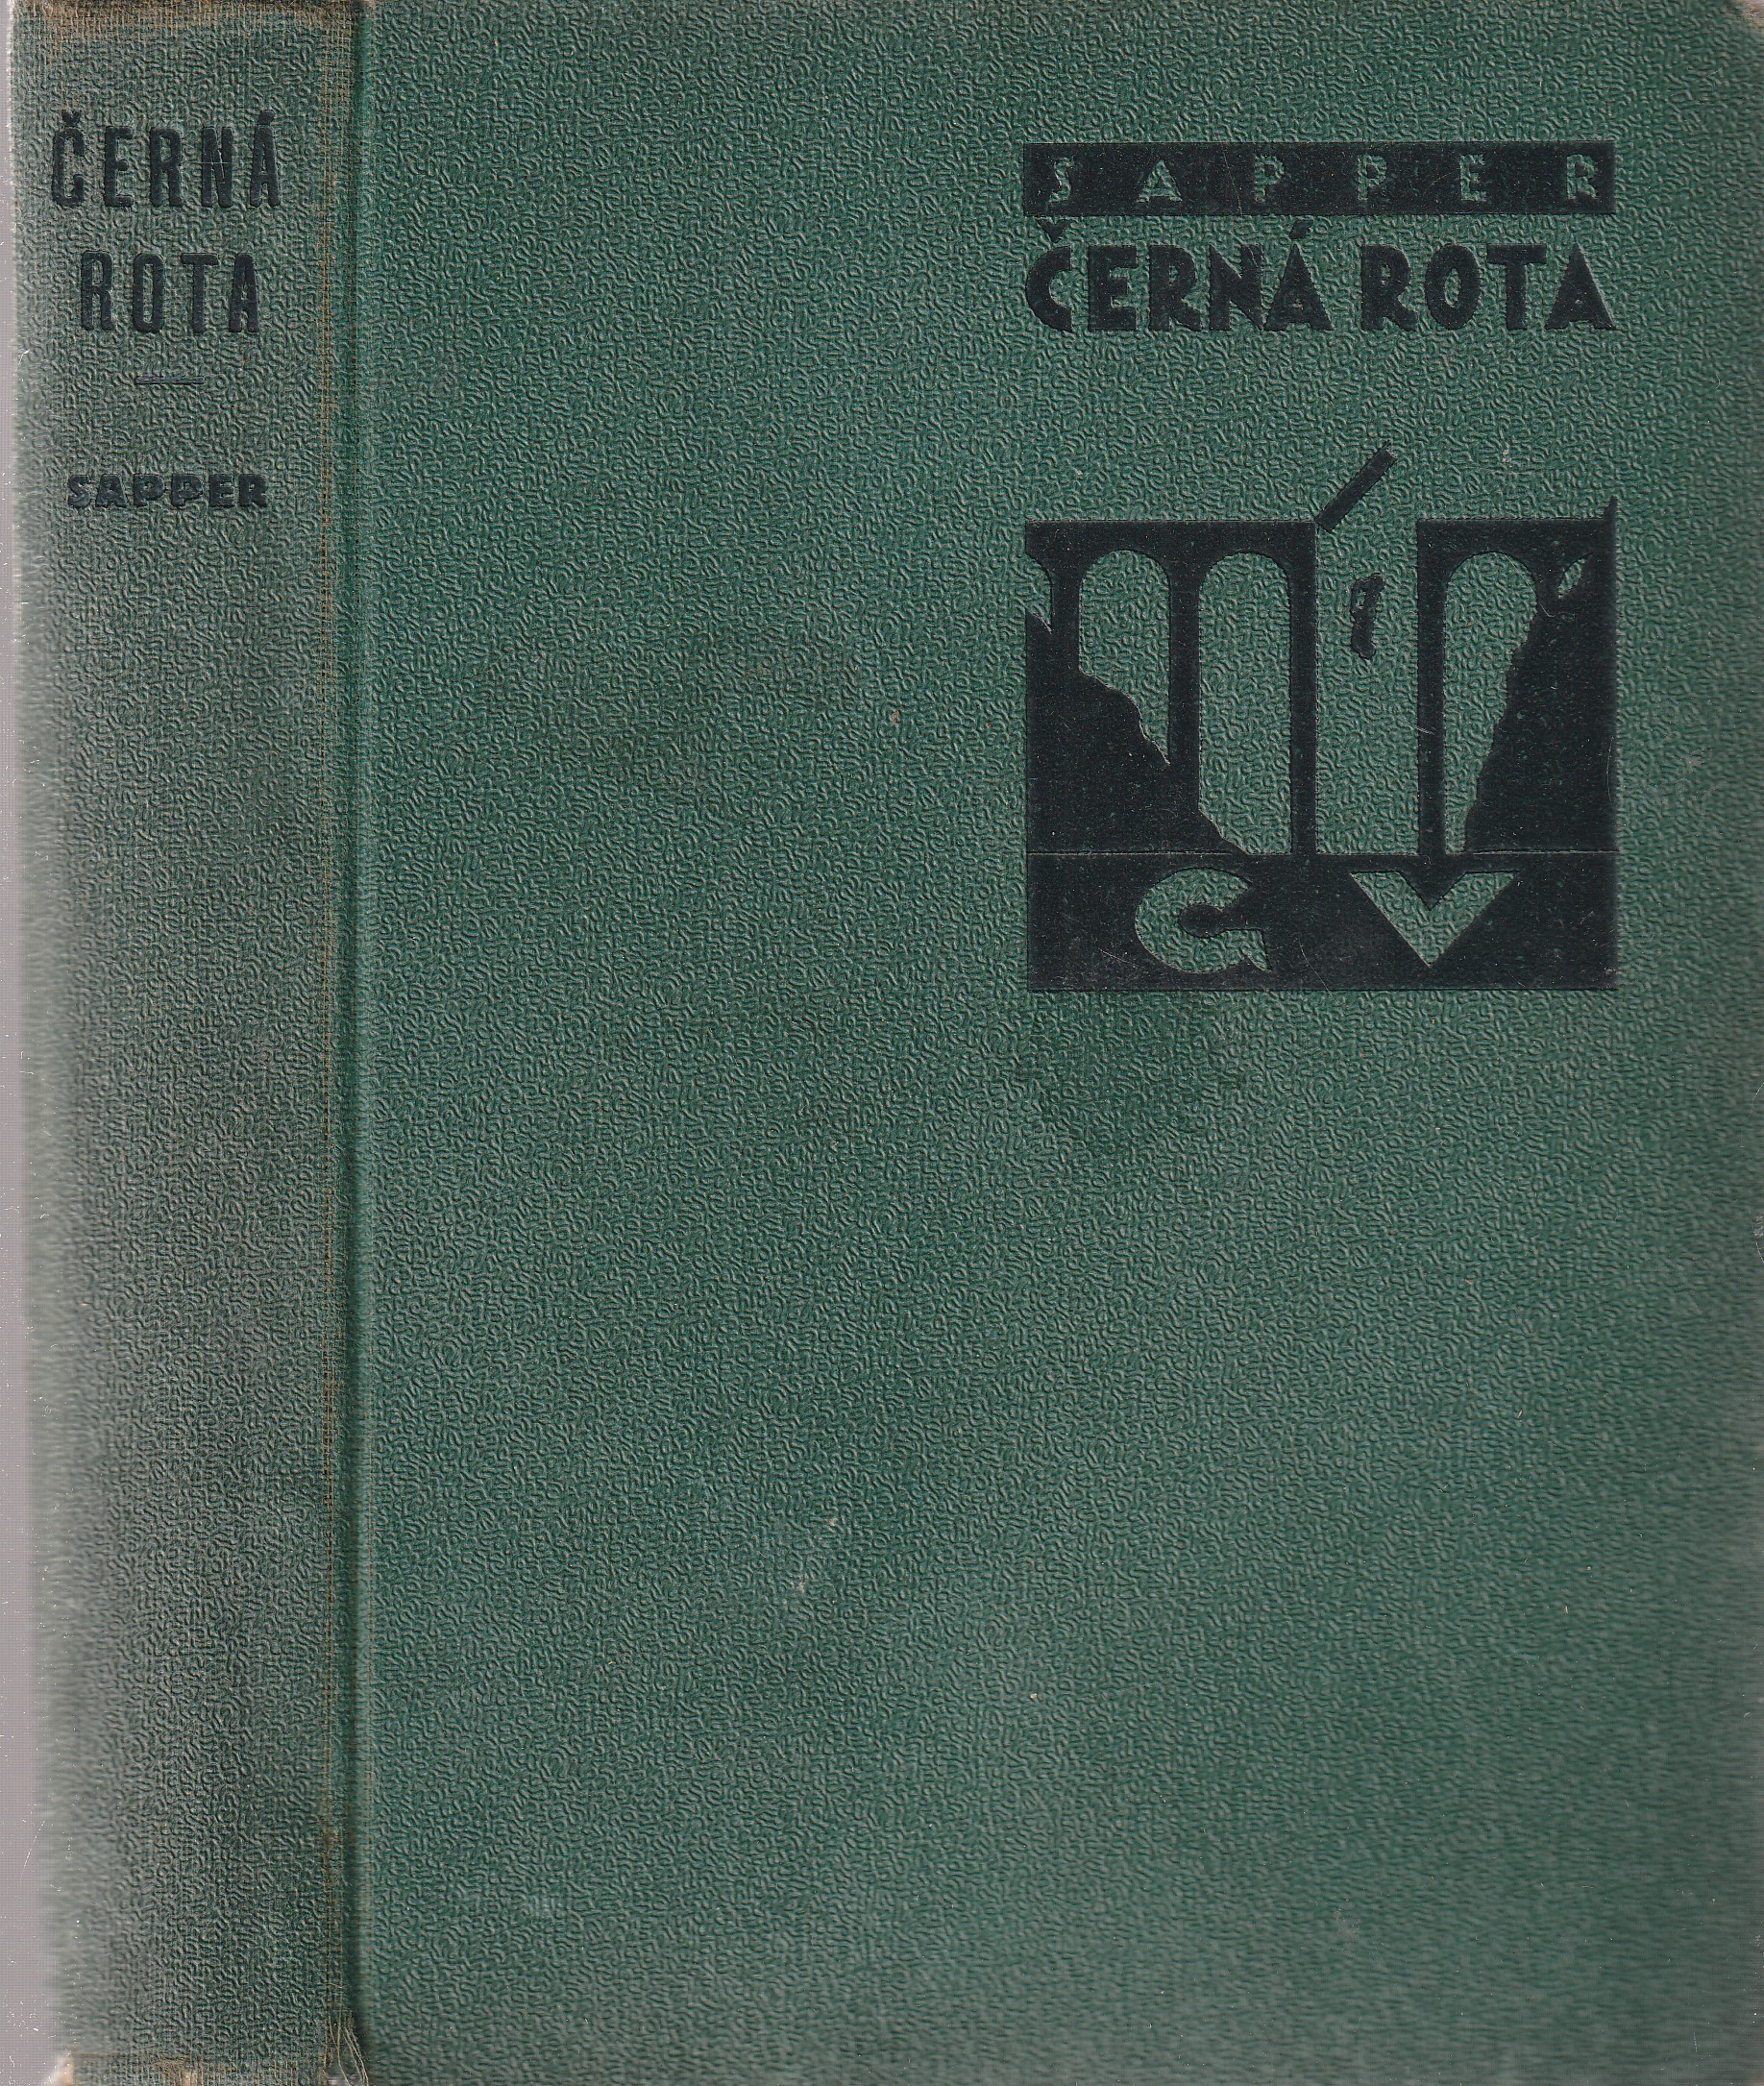 ČERNÁ
ROTA
SAPPER
SAPPER
ČERNÁ ROTA
GV